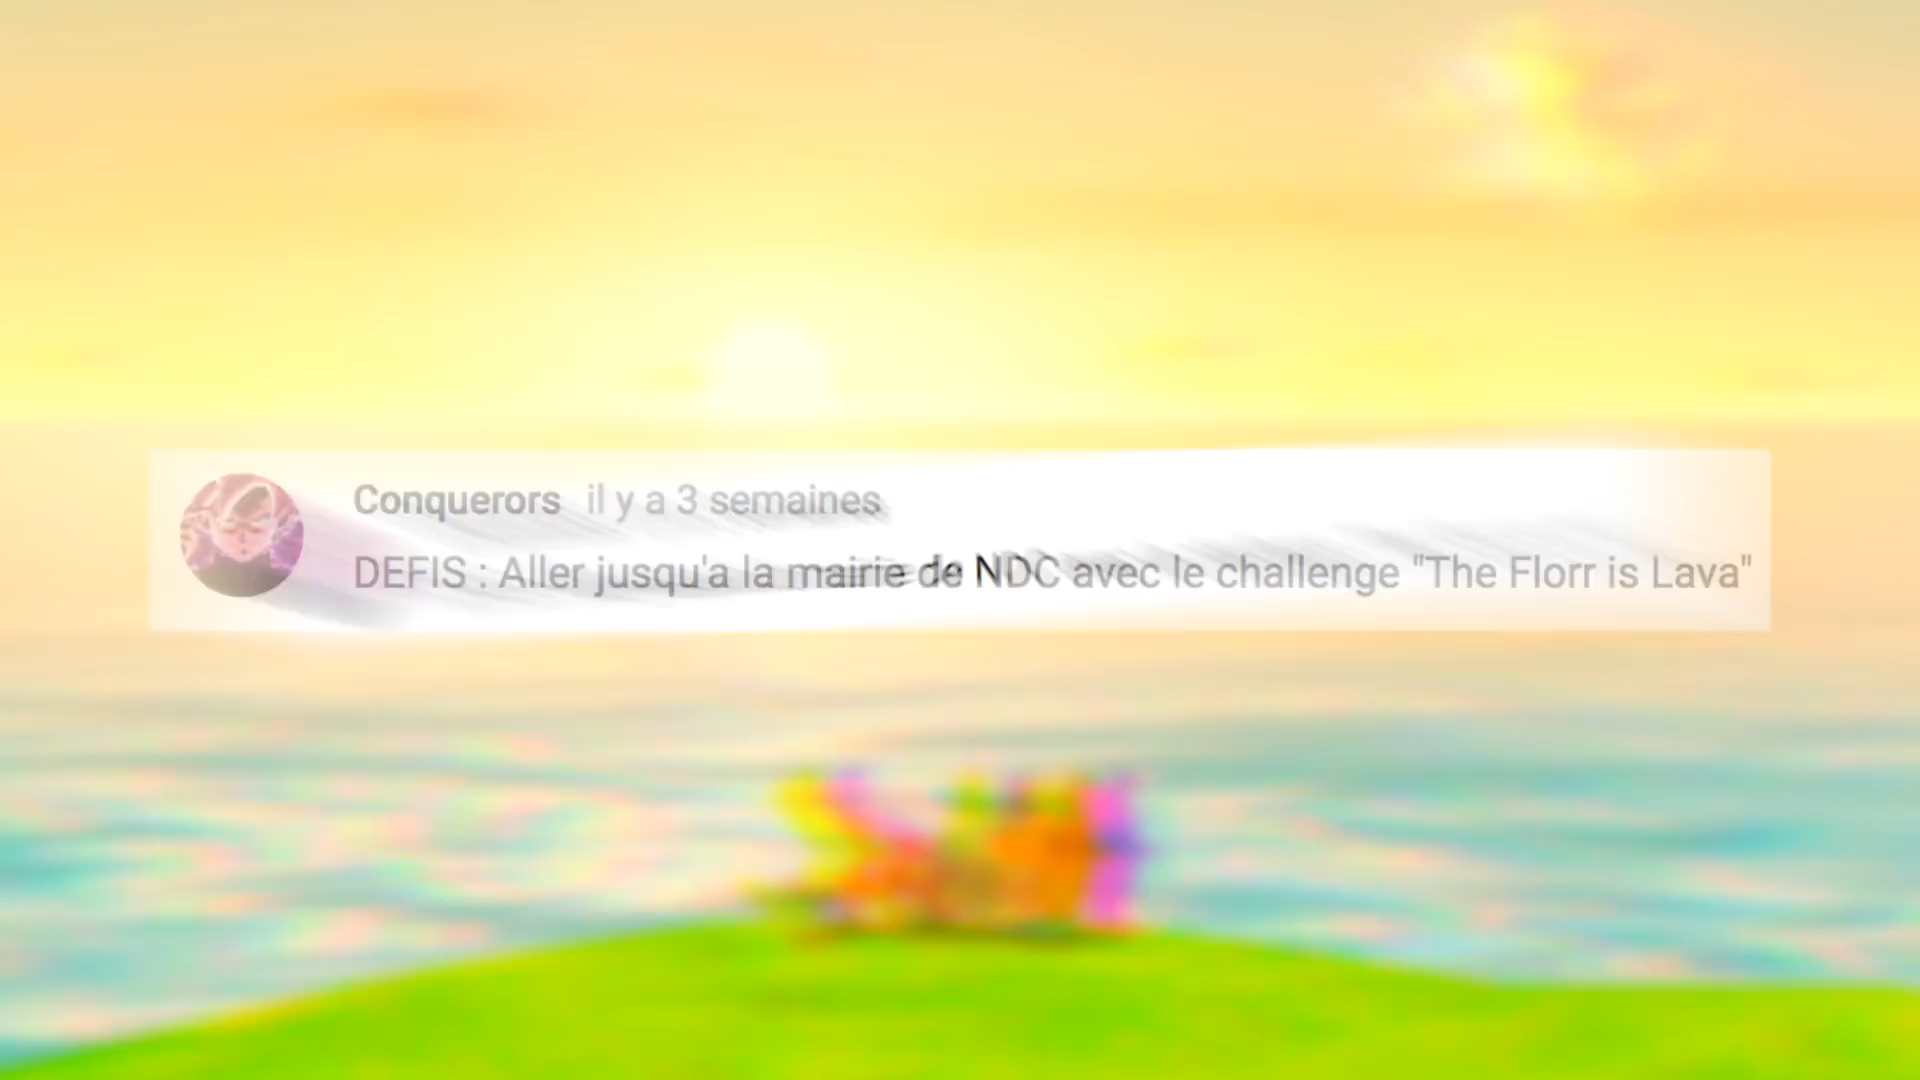 Conquerors il y a 3 semaines
DEFIS : Aller jusqu'a la mairie de NDC avec le challenge "The Florr is Lava"